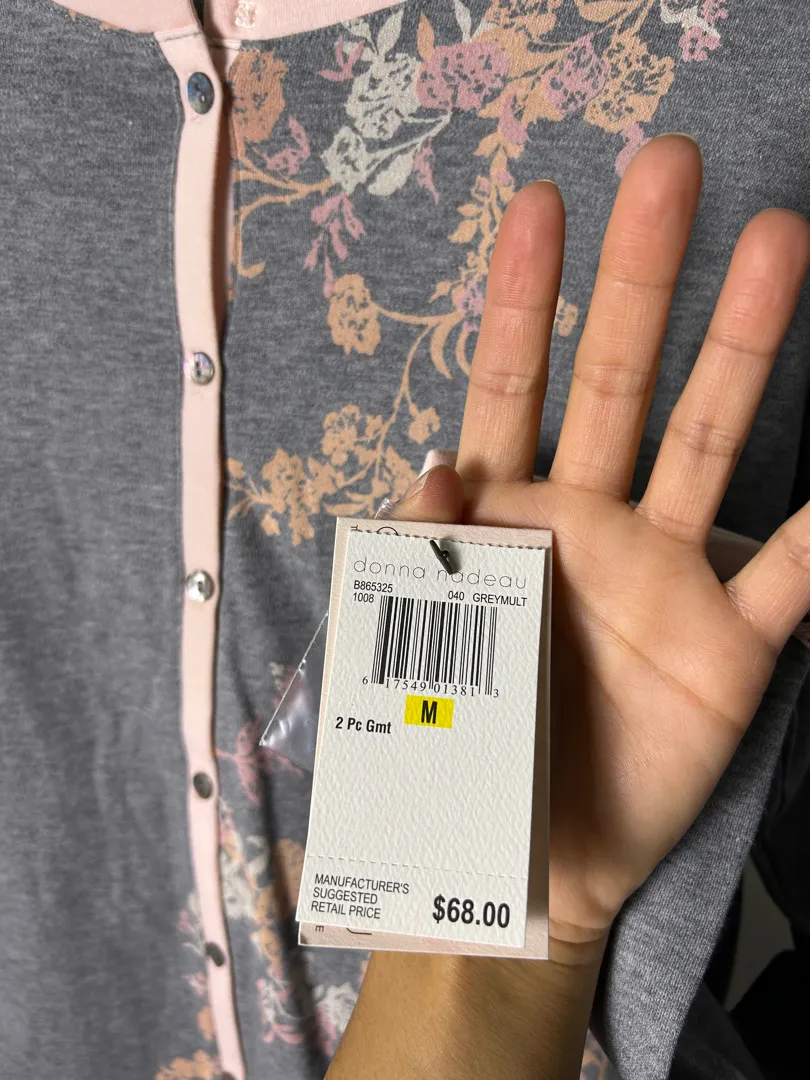 donna nadeau
B865325
1008 040 GREYMULT
6 17549 01381 3
M
2 Pc Gmt
MANUFACTURER'S
SUGGESTED
RETAIL PRICE
$68.00
E